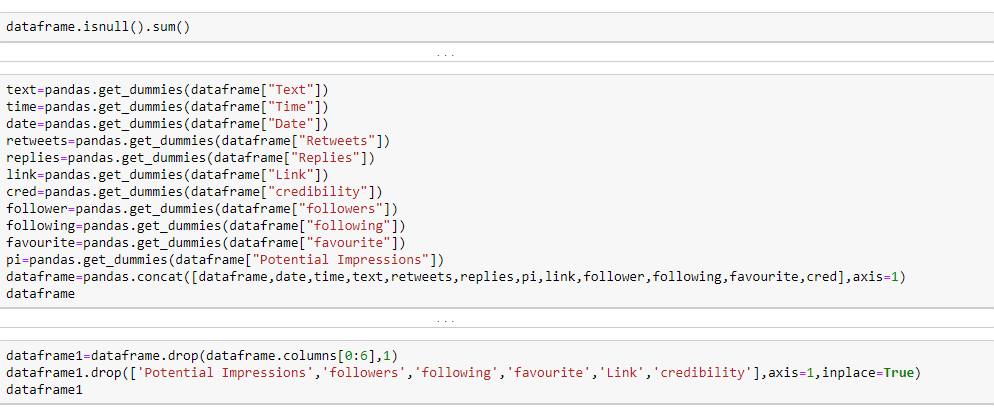 dataframe.isnull().sum()
...
text=pandas.get_dummies(dataframe["Text"])
time=pandas.get_dummies(dataframe["Time"])
date=pandas.get_dummies(dataframe["Date"])
retweets=pandas.get_dummies(dataframe["Retweets"])
replies=pandas.get_dummies(dataframe["Replies"])
link=pandas.get_dummies(dataframe["Link"])
cred=pandas.get_dummies(dataframe["credibility"])
follower=pandas.get_dummies(dataframe["followers"])
following=pandas.get_dummies(dataframe["following"])
favourite=pandas.get_dummies(dataframe["favourite"])
pi=pandas.get_dummies(dataframe["Potential Impressions"])
dataframe=pandas.concat([dataframe,date,time,text,retweets,replies,pi,link,follower,following,favourite,cred],axis=1)
dataframe
...
dataframe1=dataframe.drop(dataframe.columns[0:6],1)
dataframe1.drop(['Potential Impressions','followers','following','favourite','Link','credibility'],axis=1,inplace=True)
dataframe1